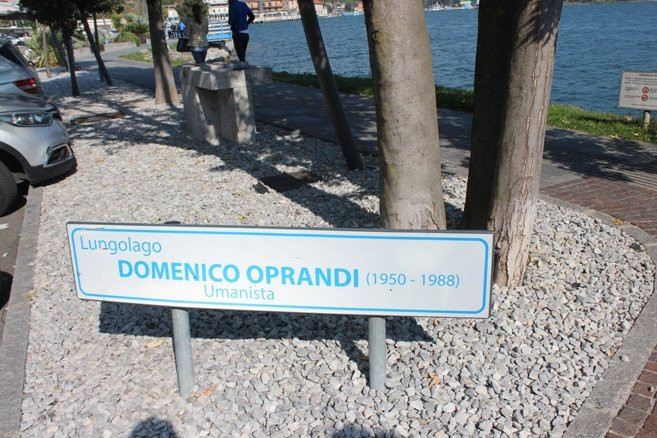 Lungolago
DOMENICO OPRANDI (1950 - 1988)
Umanista